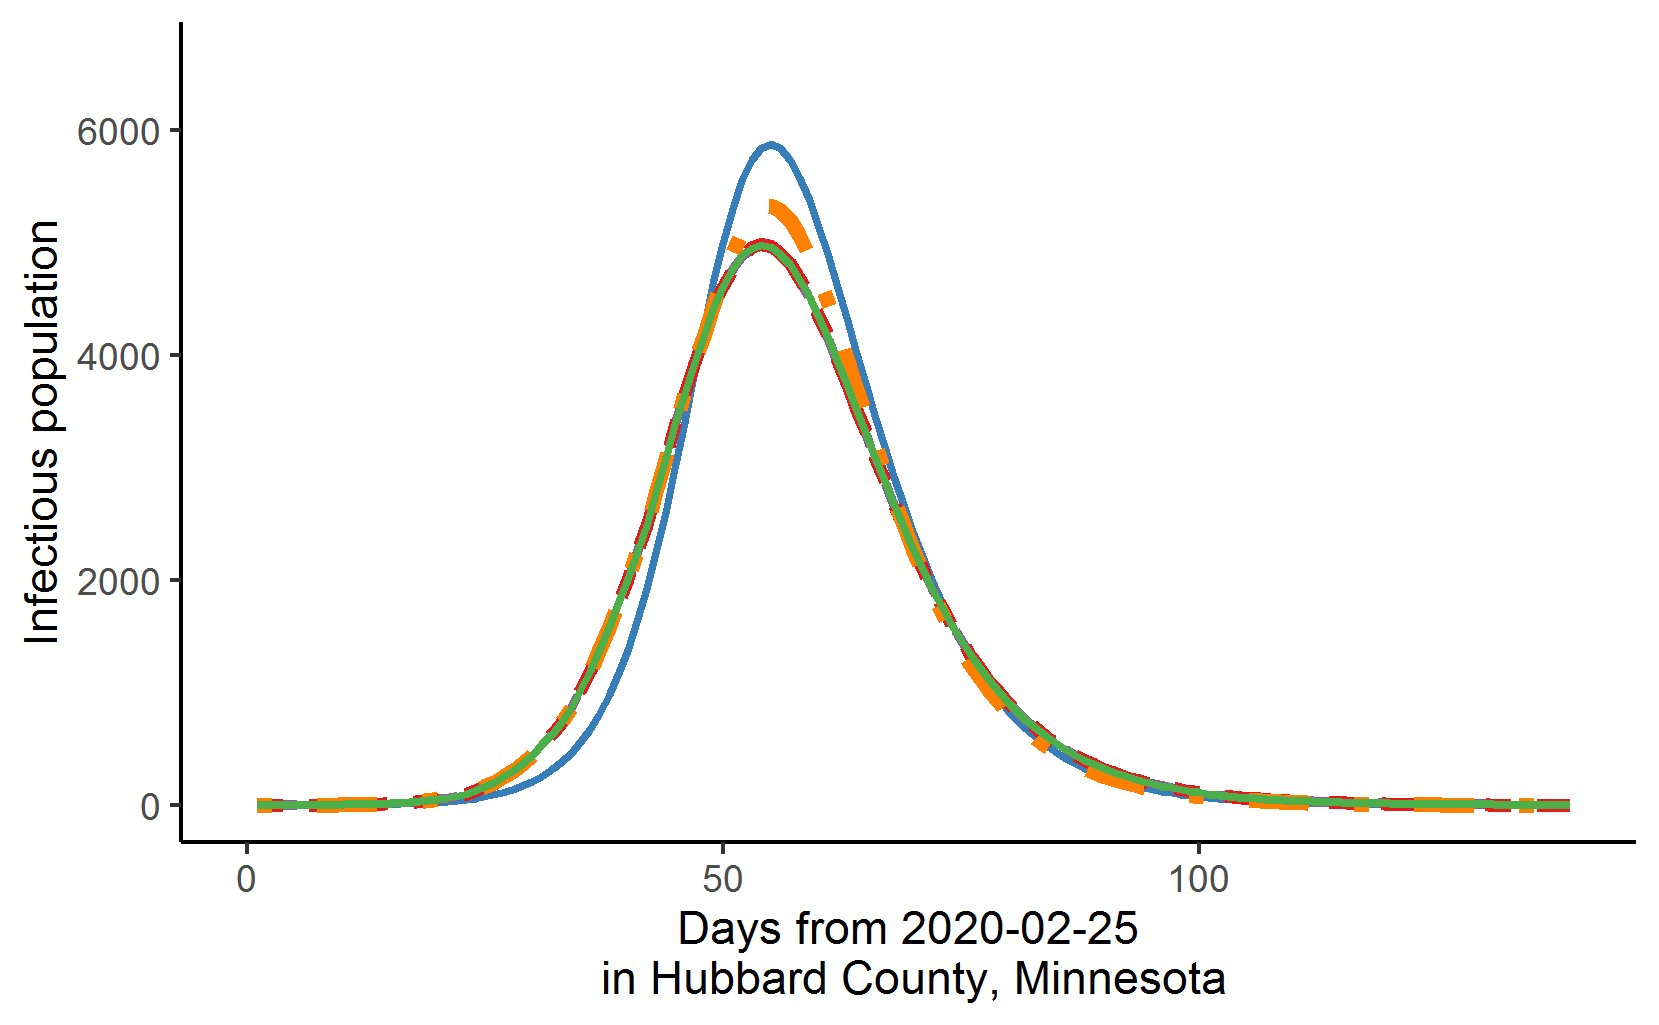 Infectious population
6000
4000
2000
0
0 50 100
Days from 2020-02-25
in Hubbard County, Minnesota